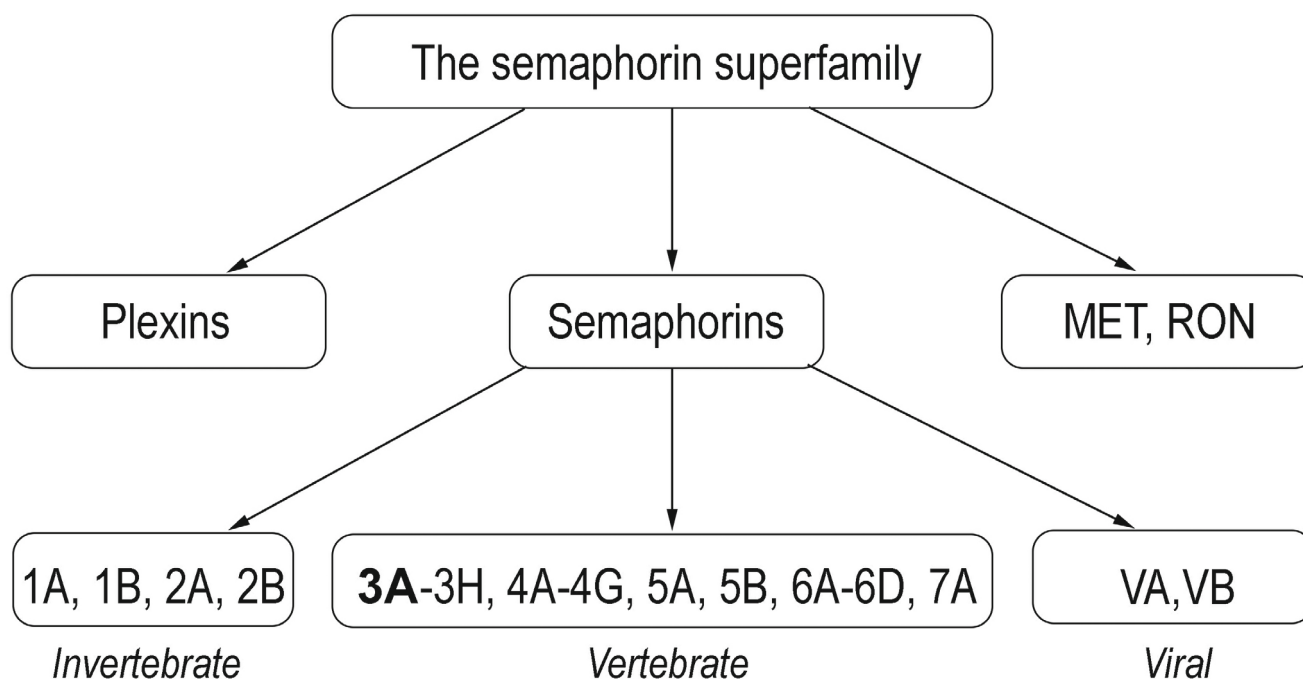 The semaphorin superfamily
Plexins
Semaphorins
MET, RON
1A, 1B, 2A, 2B
3A-3H, 4A-4G, 5A, 5B, 6A-6D, 7A
VA,VB
Invertebrate
Vertebrate
Viral